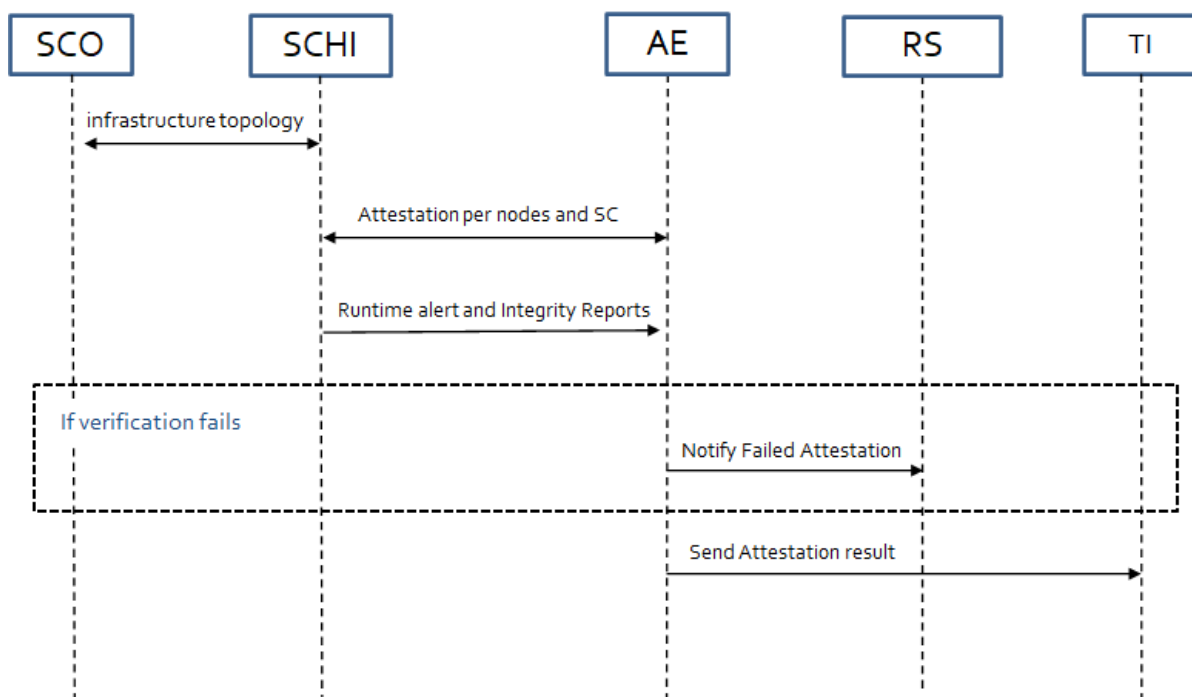 SCO
SCHI
AE
RS
TI
infrastructure topology
Attestation per nodes and SC
Runtime alert and Integrity Reports
If verification fails
Notify Failed Attestation
Send Attestation result